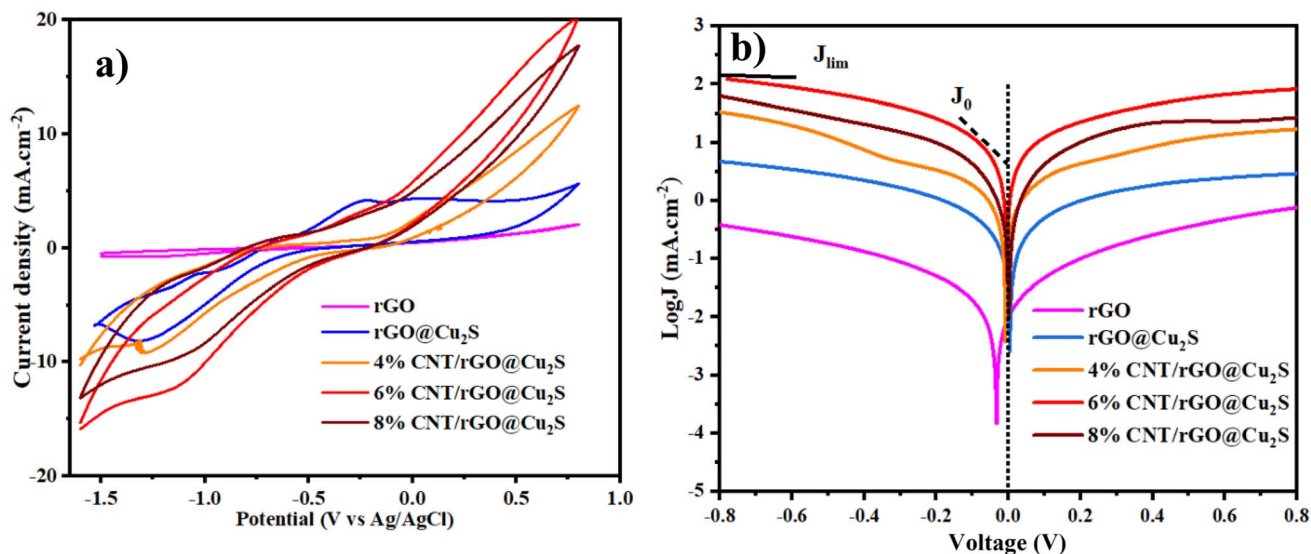 a)
20
10
0
-10
-20
Current density (mA.cm-2)
rGO
rGO@Cu2S
4% CNT/rGO@Cu2S
6% CNT/rGO@Cu2S
8% CNT/rGO@Cu2S
-1.5 -1.0 -0.5 0.0 0.5 1.0
Potential (V vs Ag/AgCl)
b)
3
2
1
0
-1
-2
-3
-4
-5
LogJ (mA.cm-2)
Jlim
J0
rGO
rGO@Cu2S
4% CNT/rGO@Cu2S
6% CNT/rGO@Cu2S
8% CNT/rGO@Cu2S
-0.8 -0.6 -0.4 -0.2 0.0 0.2 0.4 0.6 0.8
Voltage (V)